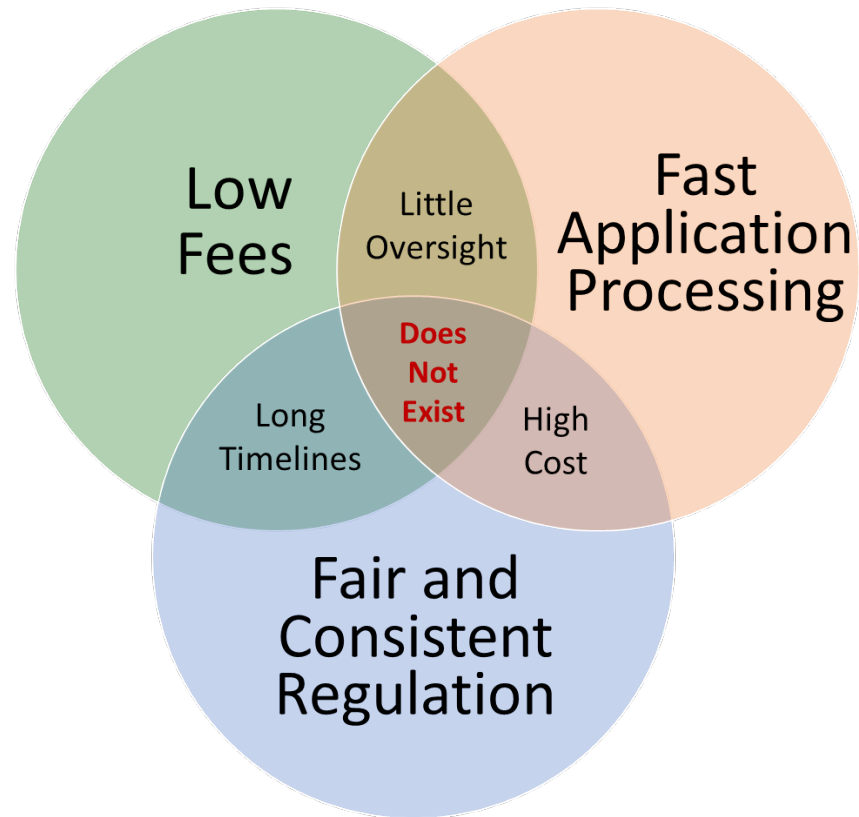 Low
Fees
Little
Oversight
Fast
Application
Processing
Does
Not
Exist
Long
Timelines
High
Cost
Fair and
Consistent
Regulation